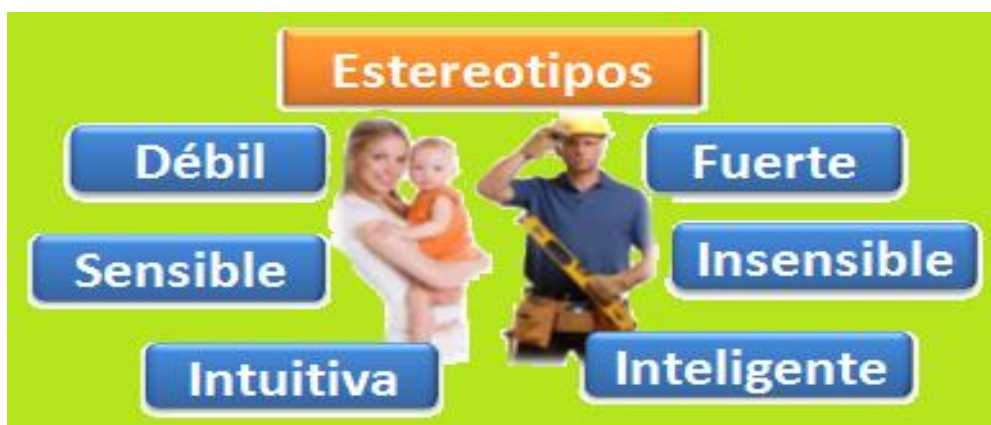 Estereotipos
Débil
Fuerte
Sensible
Insensible
Intuitiva
Inteligente